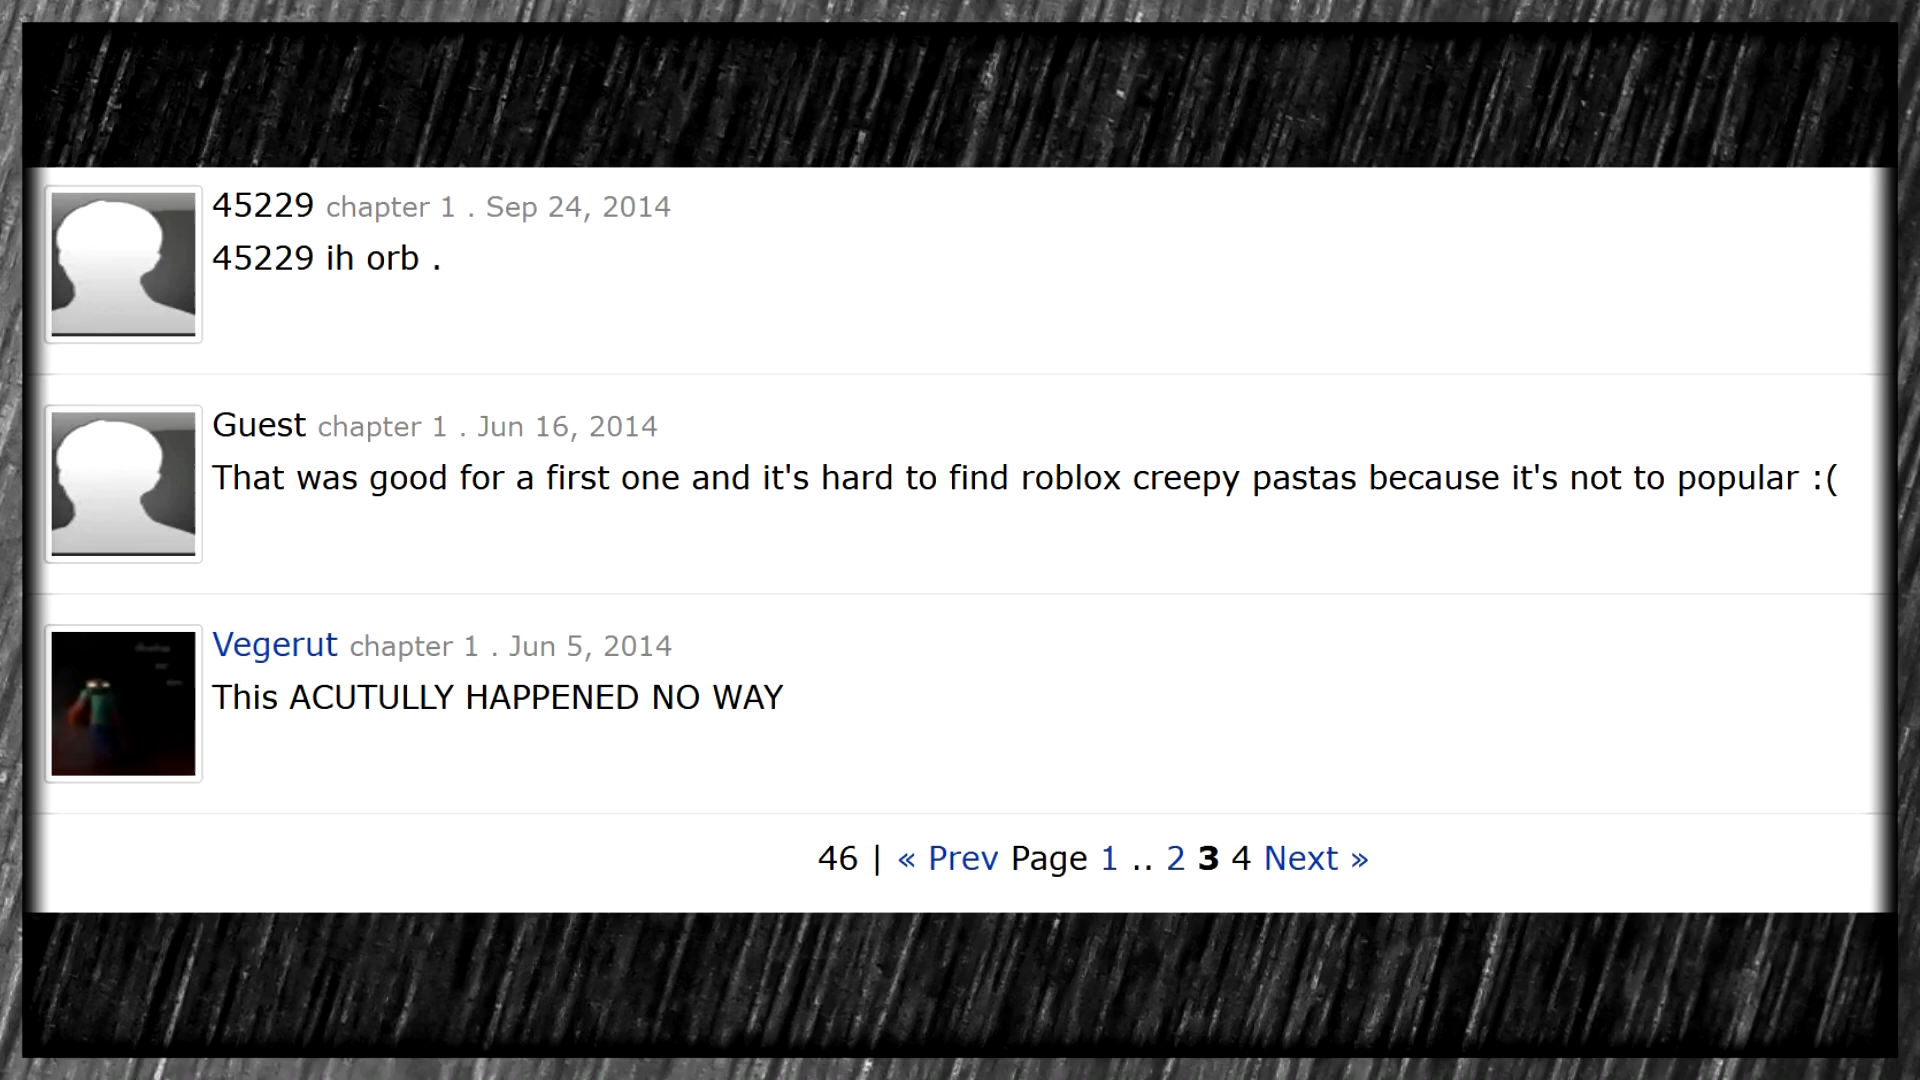 45229 chapter 1 . Sep 24, 2014
45229 ih orb .
Guest chapter 1 . Jun 16, 2014
That was good for a first one and it's hard to find roblox creepy pastas because it's not to popular :(
Vegerut chapter 1 . Jun 5, 2014
This ACUTULLY HAPPENED NO WAY
46 | « Prev Page 1 .. 2 3 4 Next »